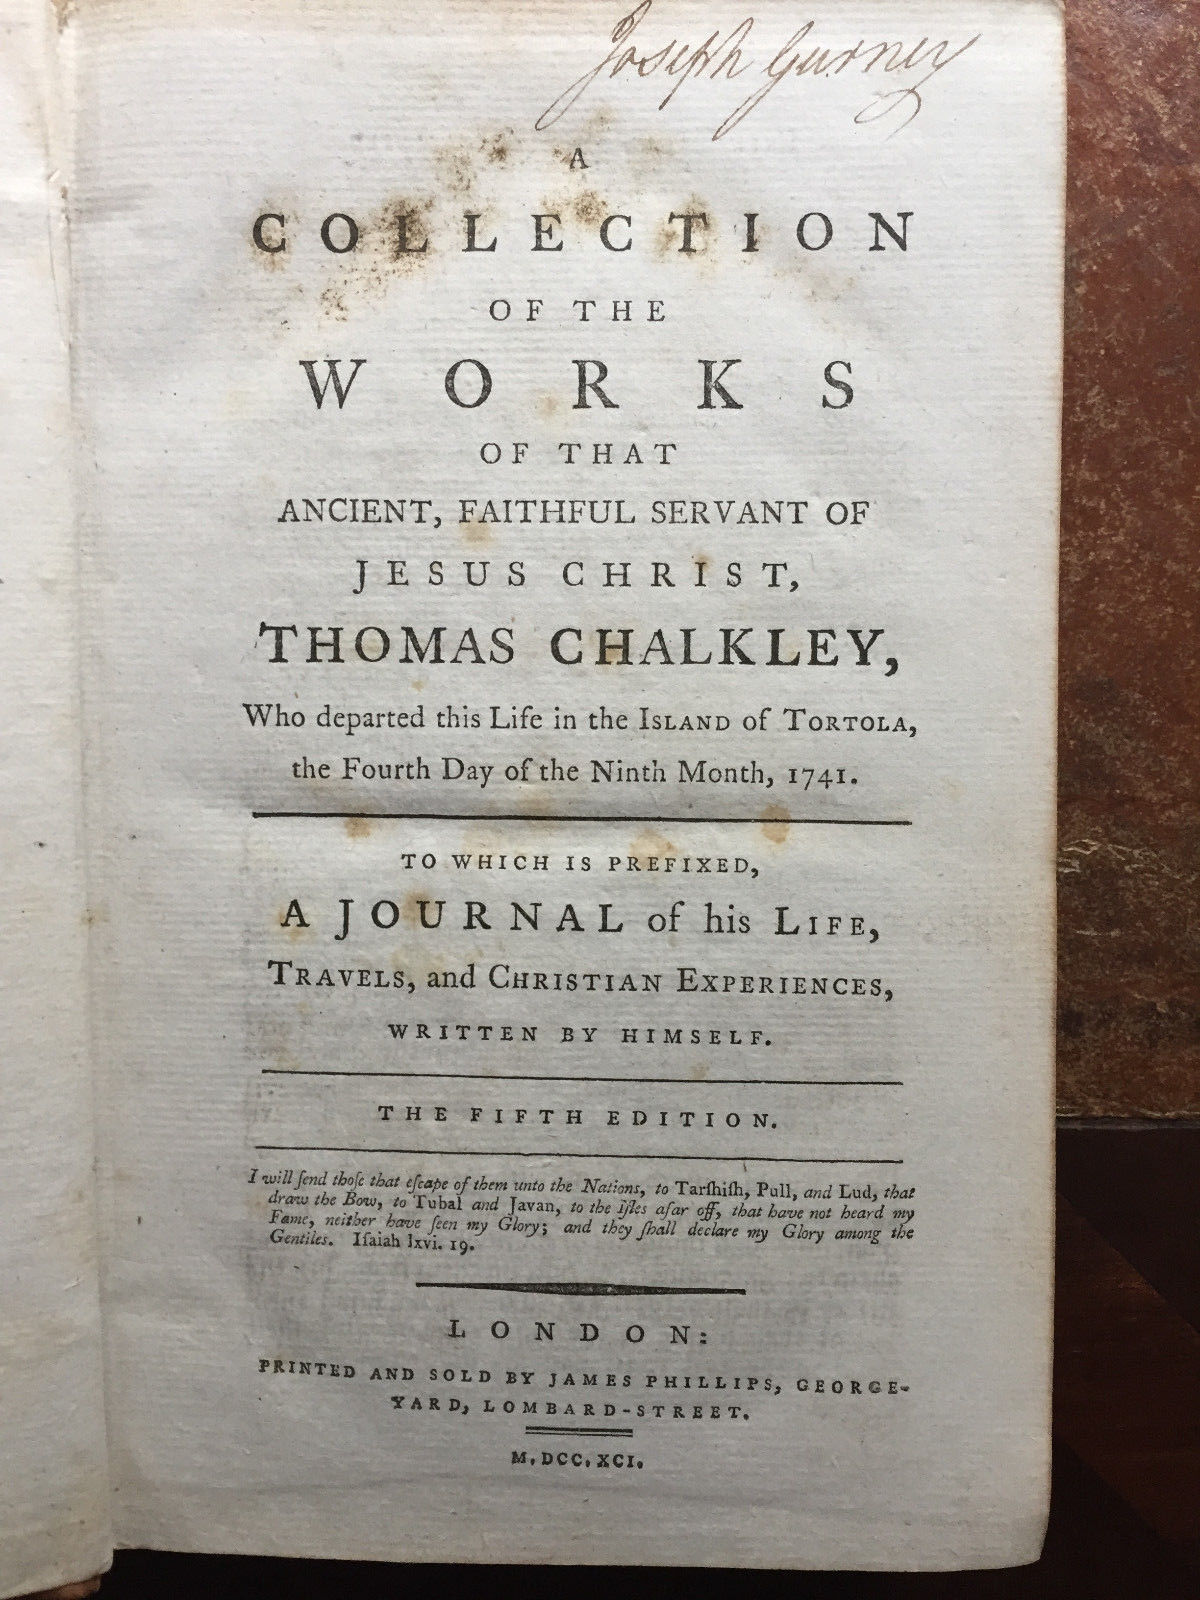 Joseph Gurney
A
COLLECTION
OF THE
WORKS
OF THAT
ANCIENT, FAITHFUL SERVANT OF
JESUS CHRIST,
THOMAS CHALKLEY,
Who departed this Life in the ISLAND of TORTOLA,
the Fourth Day of the Ninth Month, 1741.
TO WHICH IS PREFIXED,
A JOURNAL of his LIFE,
TRAVELS, and CHRISTIAN EXPERIENCES,
WRITTEN BY HIMSELF.
THE FIFTH EDITION.
I will ſend thoſe that eſcape of them unto the Nations, to Tarſhiſh, Pull, and Lud, that
draw the Bow, to Tubal and Javan, to the Iſles afar off, that have not heard my
Fame, neither have ſeen my Glory; and they ſhall declare my Glory among the
Gentiles. Iſaiah lxvi. 19.
LONDON:
PRINTED AND SOLD BY JAMES PHILLIPS, GEORGE-
YARD, LOMBARD-STREET.
M.DCC.XCI.